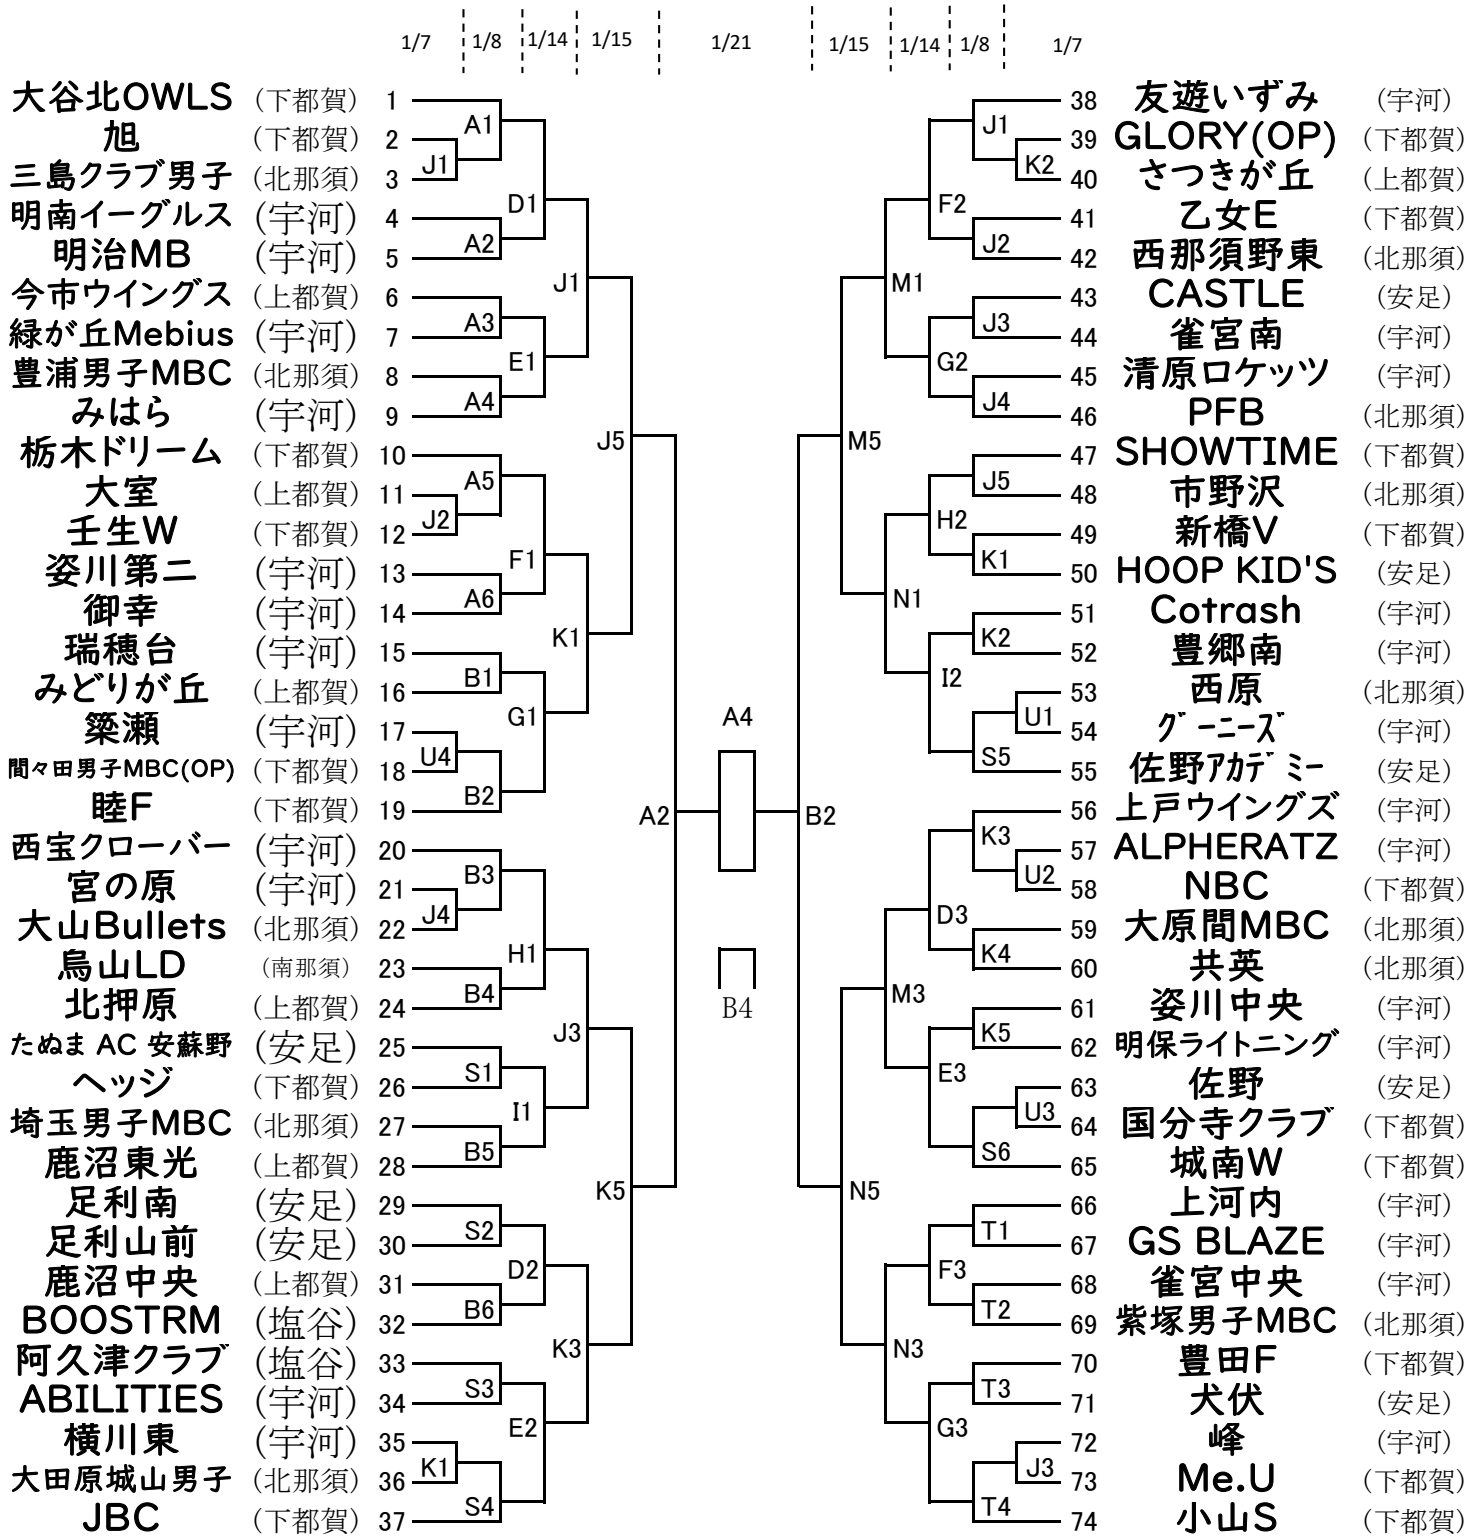 1/7 1/8 1/14 1/15 1/21 1/15 1/14 1/8 1/7
大谷北OWLS (下都賀) 1
旭 (下都賀) 2
三島クラブ男子 (北那須) 3
明南イーグルス (宇河) 4
明治MB (宇河) 5
今市ウイングス (上都賀) 6
緑が丘Mebius (宇河) 7
豊浦男子MBC (北那須) 8
みはら (宇河) 9
栃木ドリーム (下都賀) 10
大室 (上都賀) 11
壬生W (下都賀) 12
姿川第二 (宇河) 13
御幸 (宇河) 14
瑞穂台 (宇河) 15
みどりが丘 (上都賀) 16
簗瀬 (宇河) 17
間々田男子MBC(OP) (下都賀) 18
睦F (下都賀) 19
西宝クローバー (宇河) 20
宮の原 (宇河) 21
大山Bullets (北那須) 22
烏山LD (南那須) 23
北押原 (上都賀) 24
たぬま AC 安蘇野 (安足) 25
ヘッジ (下都賀) 26
埼玉男子MBC (北那須) 27
鹿沼東光 (上都賀) 28
足利南 (安足) 29
足利山前 (安足) 30
鹿沼中央 (上都賀) 31
BOOSTRM (塩谷) 32
阿久津クラブ (塩谷) 33
ABILITIES (宇河) 34
横川東 (宇河) 35
大田原城山男子 (北那須) 36
JBC (下都賀) 37
J1
J2
U4
J4
K1
A1
A2
A3
A4
A5
A6
B1
B2
B3
B4
S1
B5
S2
B6
S3
S4
D1
E1
F1
G1
H1
I1
D2
E2
J1
K1
J3
K3
J5
K5
A2
A4
B4
B2
M5
N5
M1
N1
M3
N3
F2
G2
H2
I2
D3
E3
F3
G3
J1
J2
J3
J4
J5
K1
K2
S5
K3
K4
K5
S6
T1
T2
T3
T4
K2
U1
U2
U3
J3
38 友遊いずみ (宇河)
39 GLORY(OP) (下都賀)
40 さつきが丘 (上都賀)
41 乙女E (下都賀)
42 西那須野東 (北那須)
43 CASTLE (安足)
44 雀宮南 (宇河)
45 清原ロケッツ (宇河)
46 PFB (北那須)
47 SHOWTIME (下都賀)
48 市野沢 (北那須)
49 新橋V (下都賀)
50 HOOP KID'S (安足)
51 Cotrash (宇河)
52 豊郷南 (宇河)
53 西原 (北那須)
54 グーニーズ (宇河)
55 佐野アカデミー (安足)
56 上戸ウイングズ (宇河)
57 ALPHERATZ (宇河)
58 NBC (下都賀)
59 大原間MBC (北那須)
60 共英 (北那須)
61 姿川中央 (宇河)
62 明保ライトニング (宇河)
63 佐野 (安足)
64 国分寺クラブ (下都賀)
65 城南W (下都賀)
66 上河内 (宇河)
67 GS BLAZE (宇河)
68 雀宮中央 (宇河)
69 紫塚男子MBC (北那須)
70 豊田F (下都賀)
71 犬伏 (安足)
72 峰 (宇河)
73 Me.U (下都賀)
74 小山S (下都賀)